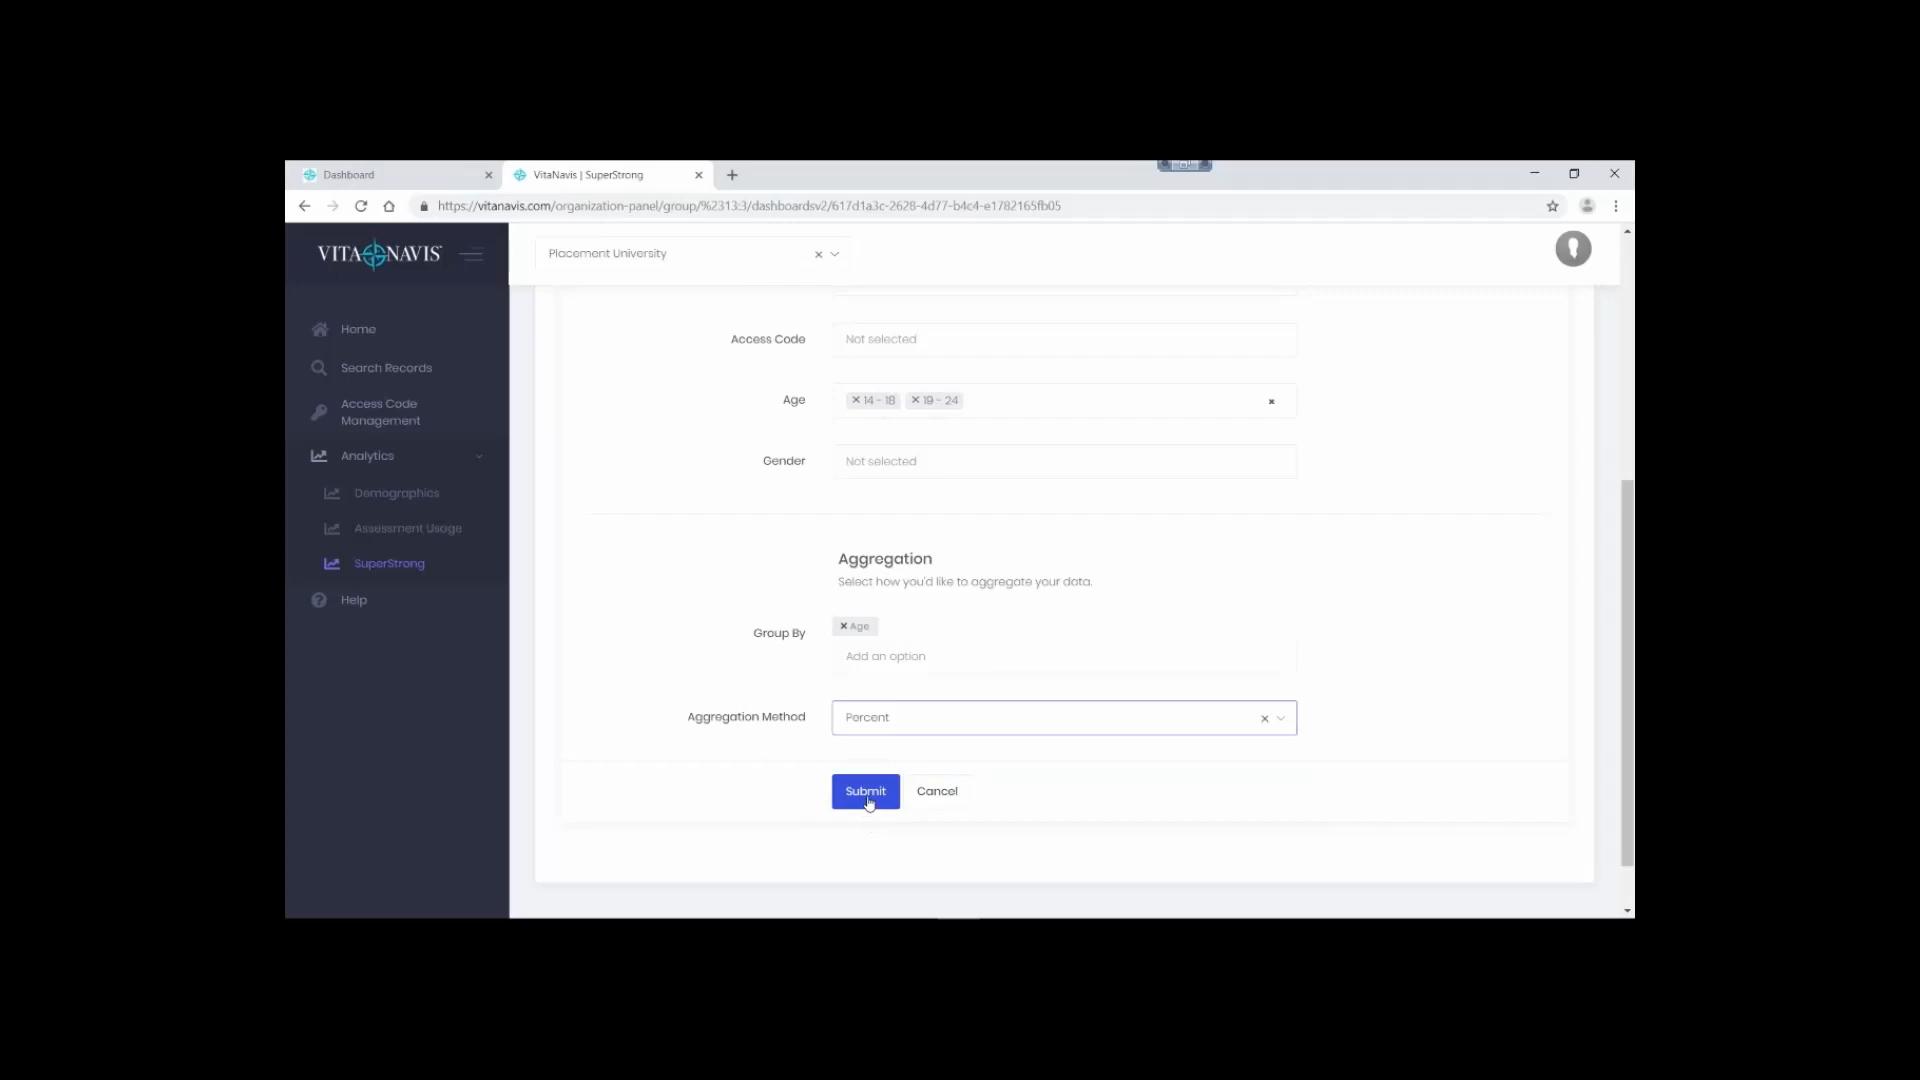 Dashboard
VitaNavis | SuperStrong
https://vitanavis.com/organization-panel/group/%2313:3/dashboardsv2/617d1a3c-2628-4d77-b4c4-e1782165fb05
VITA NAVIS
Placement University
Home
Search Records
Access Code
Management
Analytics
Demographics
Assessment Usage
SuperStrong
Help
Access Code
Not selected
Age
14 - 18
19 - 24
Gender
Not selected
Aggregation
Select how you'd like to aggregate your data.
Group By
Age
Add an option
Aggregation Method
Percent
Submit
Cancel